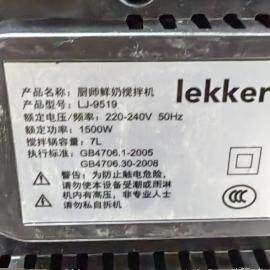 lekker
产品名称：厨师鲜奶搅拌机
产品型号：LJ-9519
额定电压/频率：220-240V 50Hz
额定功率：1500W
搅拌锅容量：7L
执行标准：GB4706.1-2005
GB4706.30-2008
警告：为防止触电危险，
请勿使本设备受潮或雨淋
机内有高压，非专业人士
请勿私自拆机
CCC